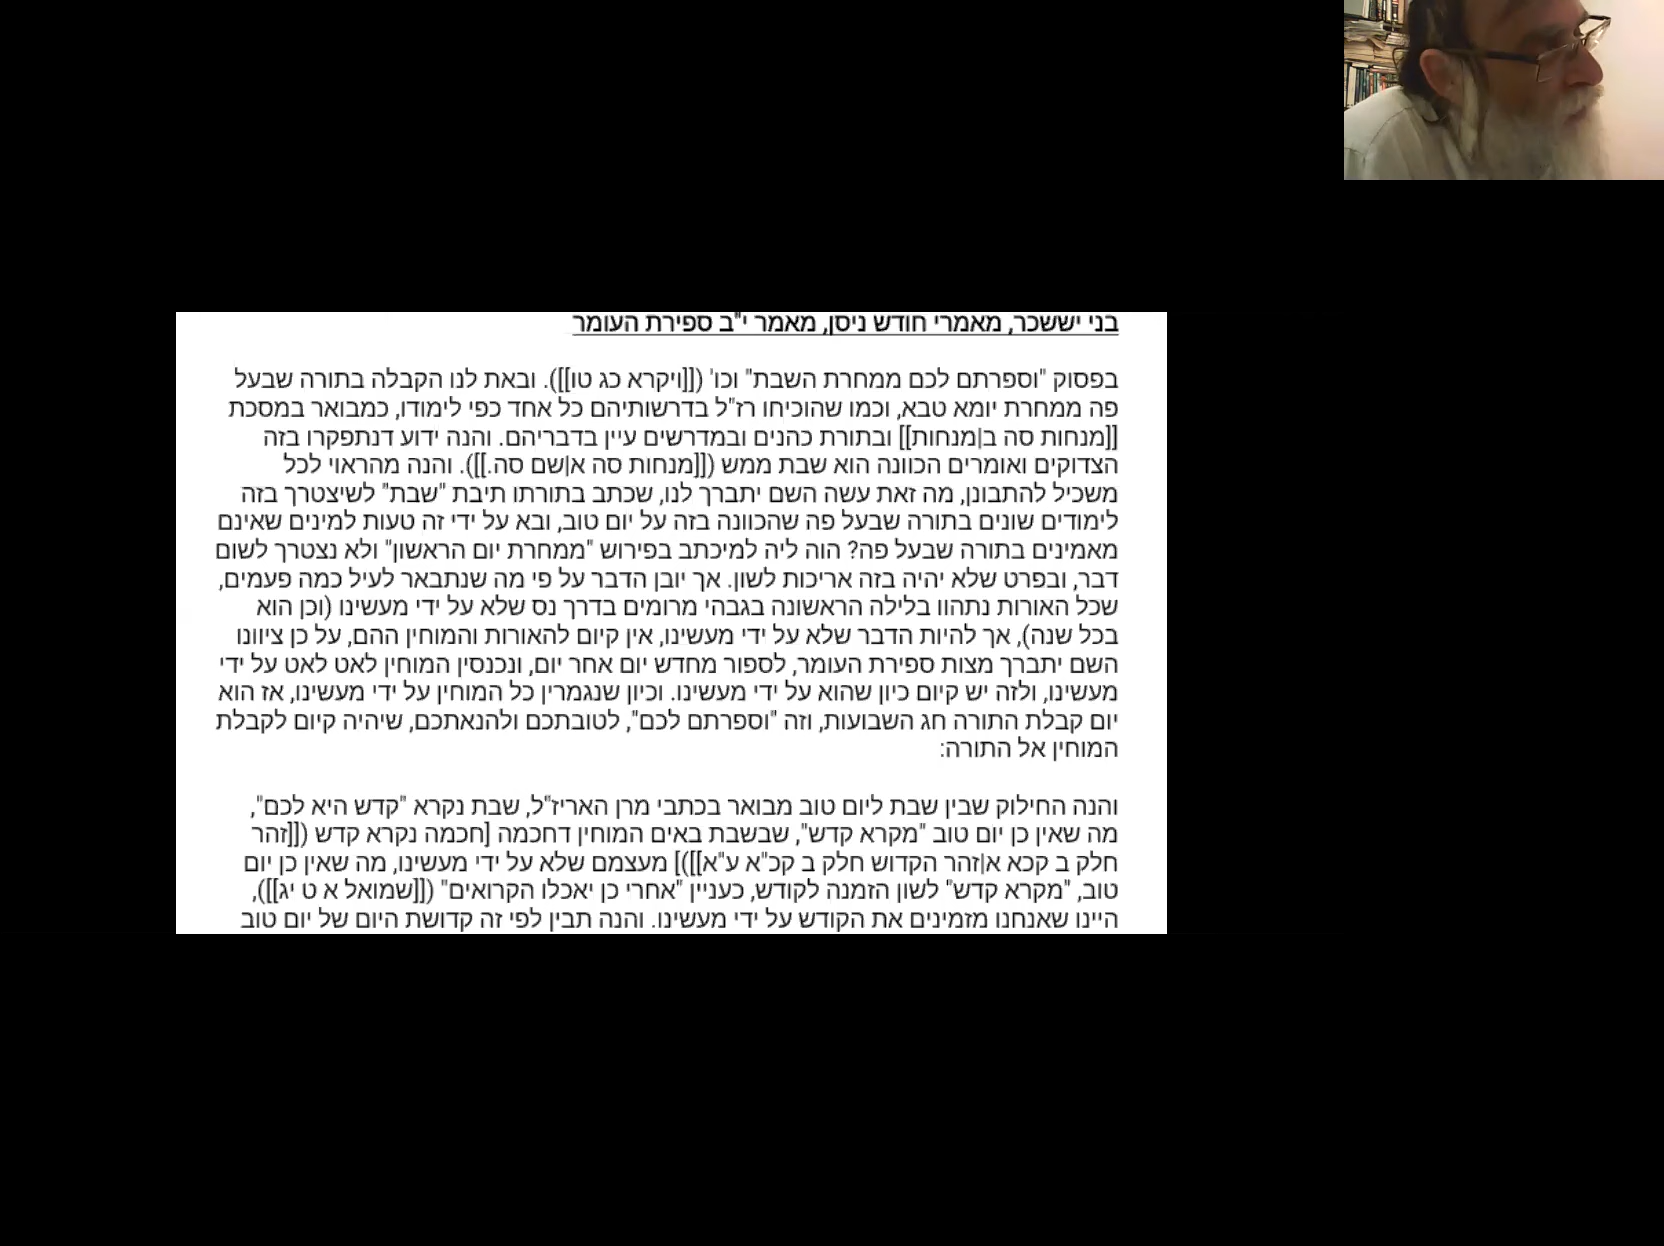 בני יששכר, מאמרי חודש ניסן, מאמר י"ב ספירת העומר
בפסוק "וספרתם לכם ממחרת השבת" וכו' ([[ויקרא כג טו]]). ובאת לנו הקבלה בתורה שבעל
פה ממחרת יומא טבא, וכמו שהוכיחו רז"ל בדרשותיהם כל אחד כפי לימודו, כמבואר במסכת
[[מנחות סה ב|מנחות]] ובתורת כהנים ובמדרשים עיין בדבריהם. והנה ידוע דנתפקרו בזה
הצדוקים ואומרים הכוונה הוא שבת ממש ([[מנחות סה א|שם סה.]]). והנה מהראוי לכל
משכיל להתבונן, מה זאת עשה השם יתברך לנו, שכתב בתורתו תיבת "שבת" לשיצטרך בזה
לימודים שונים בתורה שבעל פה שהכוונה בזה על יום טוב, ובא על ידי זה טעות למינים שאינם
מאמינים בתורה שבעל פה? הוה ליה למיכתב בפירוש "ממחרת יום הראשון" ולא נצטרך לשום
דבר, ובפרט שלא יהיה בזה אריכות לשון. אך יובן הדבר על פי מה שנתבאר לעיל כמה פעמים,
שכל האורות נתהוו בלילה הראשונה בגבהי מרומים בדרך נס שלא על ידי מעשינו (וכן הוא
בכל שנה), אך להיות הדבר שלא על ידי מעשינו, אין קיום להאורות והמוחין ההם, על כן ציוונו
השם יתברך מצות ספירת העומר, לספור מחדש יום אחר יום, ונכנסין המוחין לאט לאט על ידי
מעשינו, ולזה יש קיום כיון שהוא על ידי מעשינו. וכיון שנגמרין כל המוחין על ידי מעשינו, אז הוא
יום קבלת התורה חג השבועות, וזה "וספרתם לכם", לטובתכם ולהנאתכם, שיהיה קיום לקבלת
המוחין אל התורה:
והנה החילוק שבין שבת ליום טוב מבואר בכתבי מרן האריז"ל, שבת נקרא "קדש היא לכם",
מה שאין כן יום טוב "מקרא קדש", שבשבת באים המוחין דחכמה [חכמה נקרא קדש ([[זהר
חלק ב קכא א|זהר הקדוש חלק ב קכ"א ע"א]])] מעצמם שלא על ידי מעשינו, מה שאין כן יום
טוב, "מקרא קדש" לשון הזמנה לקודש, כעניין "אחרי כן יאכלו הקרואים" ([[שמואל א ט יג]]),
היינו שאנחנו מזמינים את הקודש על ידי מעשינו. והנה תבין לפי זה קדושת היום של יום טוב